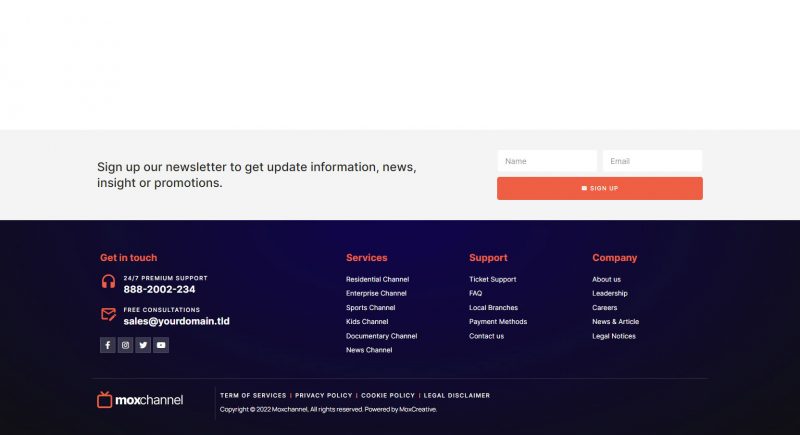 Sign up our newsletter to get update information, news,
insight or promotions.
Name
Email
SIGN UP
Get in touch
24/7 PREMIUM SUPPORT
888-2002-234
FREE CONSULTATIONS
sales@yourdomain.tld
Services
Residential Channel
Enterprise Channel
Sports Channel
Kids Channel
Documentary Channel
News Channel
Support
Ticket Support
FAQ
Local Branches
Payment Methods
Contact us
Company
About us
Leadership
Careers
News & Article
Legal Notices
moxchannel
TERM OF SERVICES | PRIVACY POLICY | COOKIE POLICY | LEGAL DISCLAIMER
Copyright © 2022 Moxchannel, All rights reserved. Powered by MoxCreative.